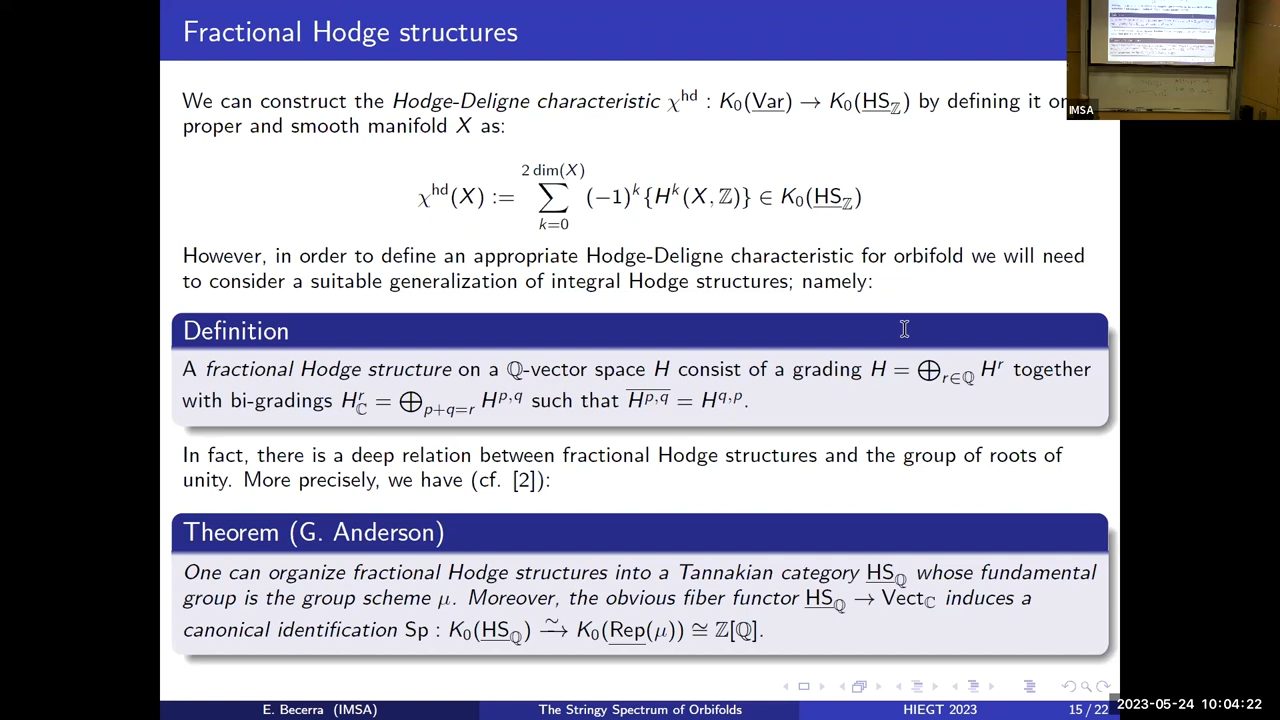 Fractional Hodge struct
We can construct the Hodge-Deligne characteristic χ^hd : K₀(Var) → K₀(HS_ℤ) by defining it on
proper and smooth manifold X as:
χ^hd(X) := ∑_{k=0}^{2 dim(X)} (−1)^k {H^k(X, ℤ)} ∈ K₀(HS_ℤ)
However, in order to define an appropriate Hodge-Deligne characteristic for orbifold we will need
to consider a suitable generalization of integral Hodge structures; namely:
Definition
A fractional Hodge structure on a ℚ-vector space H consist of a grading H = ⊕_{r∈ℚ} H^r together
with bi-gradings H^r_ℂ = ⊕_{p+q=r} H^{p,q} such that \overline{H^{p,q}} = H^{q,p}.
In fact, there is a deep relation between fractional Hodge structures and the group of roots of
unity. More precisely, we have (cf. [2]):
Theorem (G. Anderson)
One can organize fractional Hodge structures into a Tannakian category HS_ℚ whose fundamental
group is the group scheme μ. Moreover, the obvious fiber functor HS_ℚ → Vect_ℂ induces a
canonical identification Sp : K₀(HS_ℚ) ⥲ K₀(Rep(μ)) ≅ ℤ[ℚ].
E. Becerra (IMSA) The Stringy Spectrum of Orbifolds HIEGT 2023 15 / 22
IMSA
2023-05-24 10:04:22